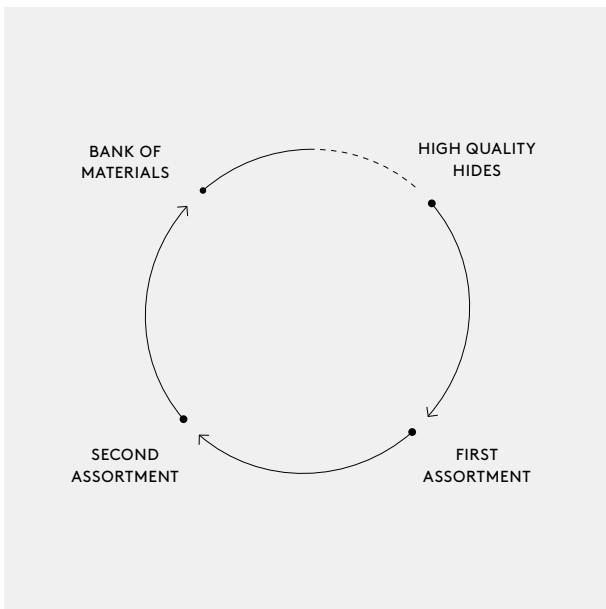 BANK OF
MATERIALS
HIGH QUALITY
HIDES
SECOND
ASSORTMENT
FIRST
ASSORTMENT